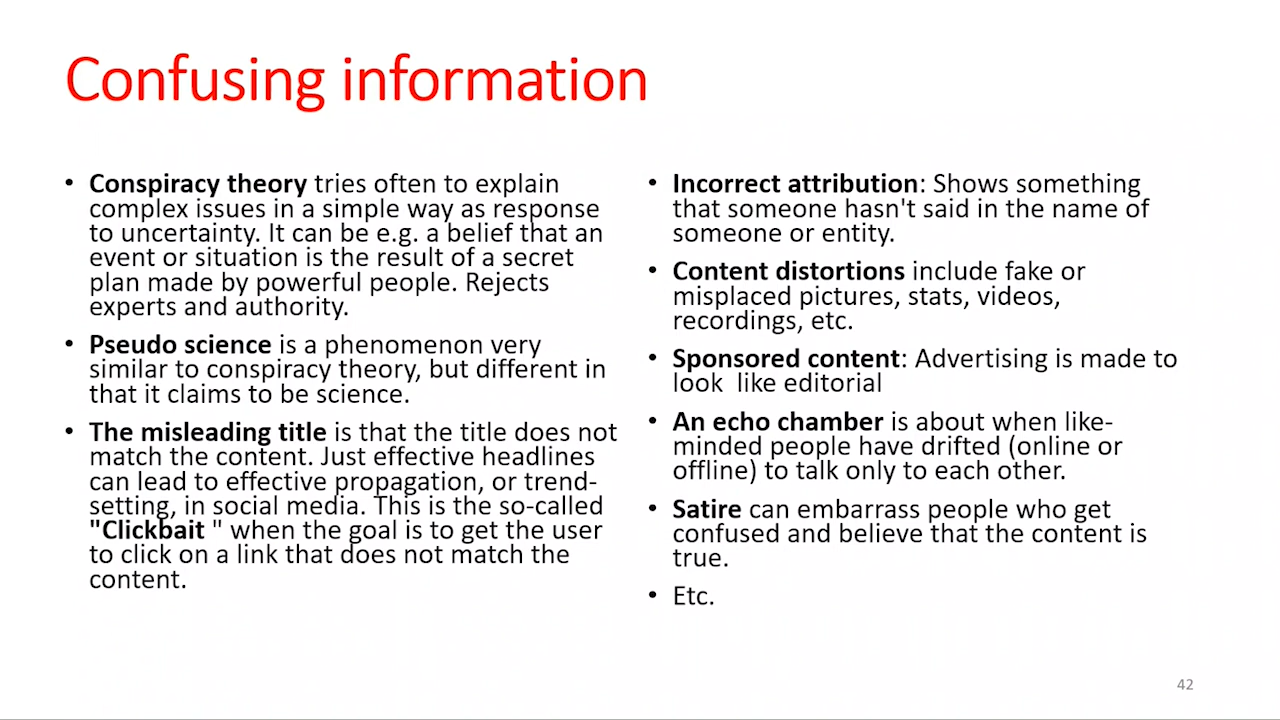 Confusing information
• Conspiracy theory tries often to explain
complex issues in a simple way as response
to uncertainty. It can be e.g. a belief that an
event or situation is the result of a secret
plan made by powerful people. Rejects
experts and authority.
• Pseudo science is a phenomenon very
similar to conspiracy theory, but different in
that it claims to be science.
• The misleading title is that the title does not
match the content. Just effective headlines
can lead to effective propagation, or trend-
setting, in social media. This is the so-called
"Clickbait " when the goal is to get the user
to click on a link that does not match the
content.
• Incorrect attribution: Shows something
that someone hasn't said in the name of
someone or entity.
• Content distortions include fake or
misplaced pictures, stats, videos,
recordings, etc.
• Sponsored content: Advertising is made to
look  like editorial
• An echo chamber is about when like-
minded people have drifted (online or
offline) to talk only to each other.
• Satire can embarrass people who get
confused and believe that the content is
true.
• Etc.
42